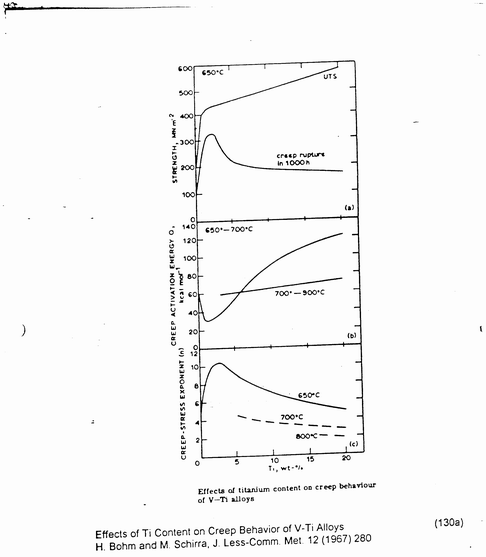 600
650°C
UTS
500
400
300
creep rupture
in 1000h
200
100
0
STRENGTH, MN m⁻²
(a)
140
650°–700°C
120
100
80
60
700°–900°C
40
20
0
CREEP ACTIVATION ENERGY Q,
kcal mol⁻¹
(b)
12
10
8
650°C
6
700°C
4
800°C
2
CREEP-STRESS EXPONENT (n)
(c)
0 5 10 15 20
Ti, wt-%
Effects of titanium content on creep behaviour
of V–Ti alloys
Effects of Ti Content on Creep Behavior of V-Ti Alloys
(130a)
H. Bohm and M. Schirra, J. Less-Comm. Met. 12 (1967) 280